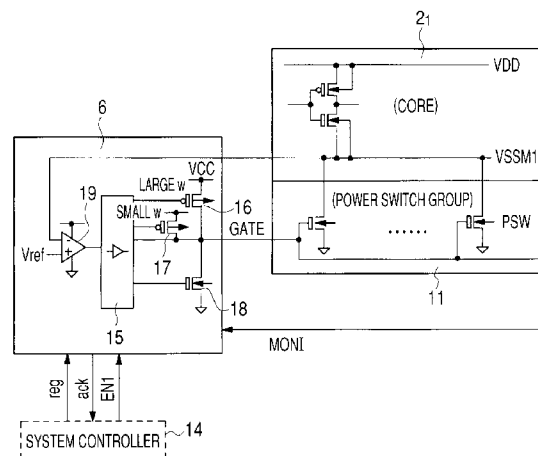 21
VDD
(CORE)
6
VCC
VSSM1
LARGE W
19
16
(POWER SWITCH GROUP)
SMALL W
GATE
PSW
Vref
17
......
18
15
11
MONI
reg
ack
EN1
SYSTEM CONTROLLER
14